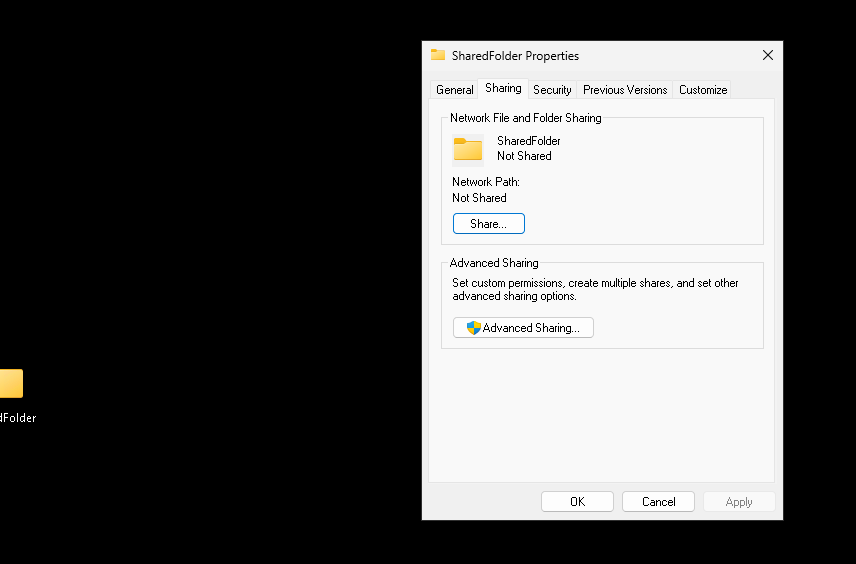 SharedFolder Properties
General Sharing Security Previous Versions Customize
Network File and Folder Sharing
SharedFolder
Not Shared
Network Path:
Not Shared
Share...
Advanced Sharing
Set custom permissions, create multiple shares, and set other
advanced sharing options.
Advanced Sharing...
dFolder
OK Cancel Apply